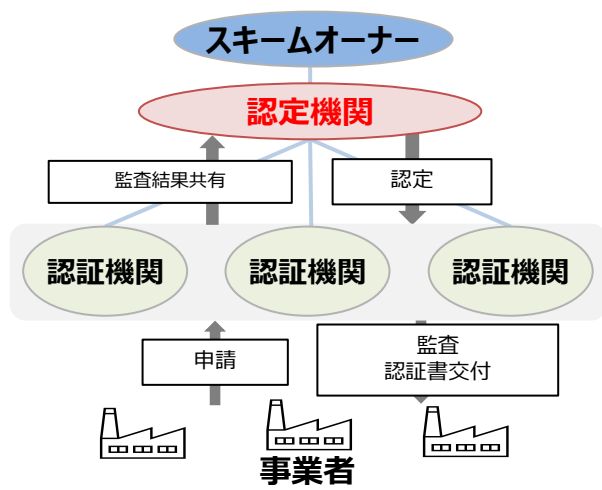 スキームオーナー
認定機関
監査結果共有
認定
認証機関
認証機関
認証機関
申請
監査
認証書交付
事業者